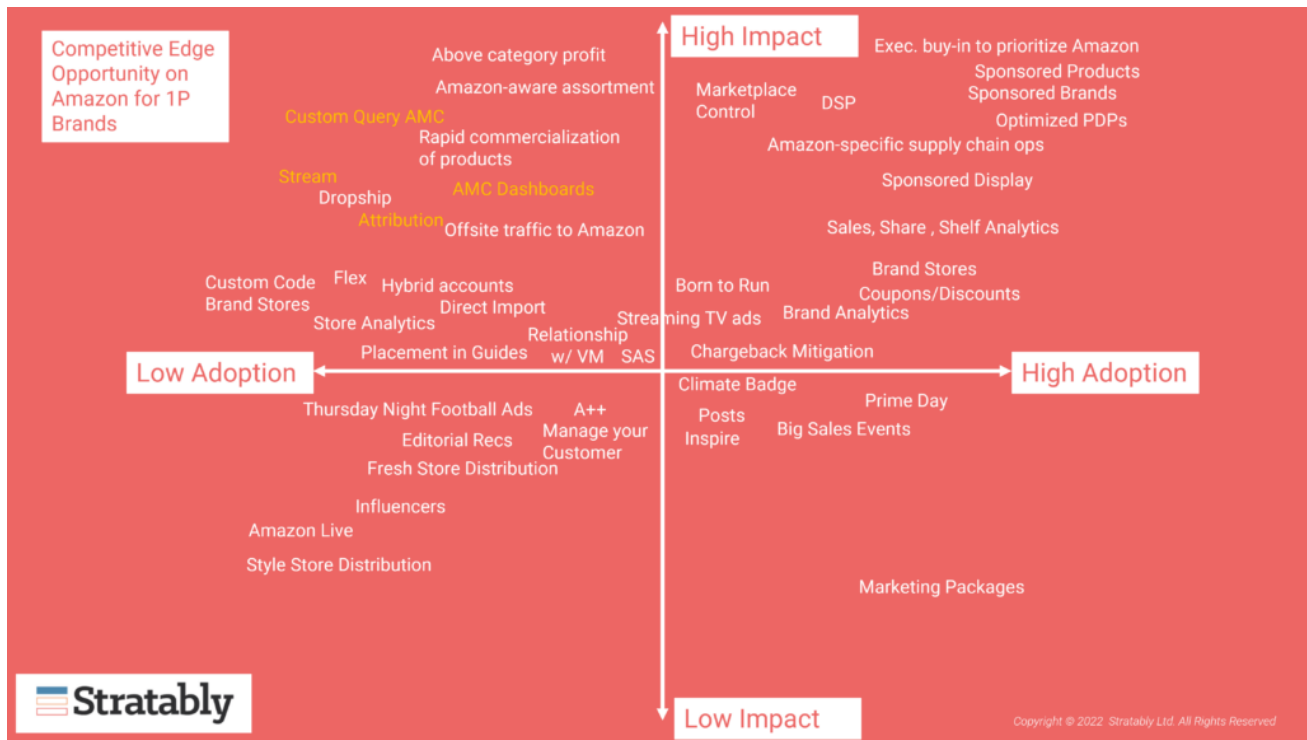 Competitive Edge
Opportunity on
Amazon for 1P
Brands
High Impact
Above category profit
Amazon-aware assortment
Custom Query AMC
Rapid commercialization
of products
Stream
Dropship
AMC Dashboards
Attribution
Offsite traffic to Amazon
Exec. buy-in to prioritize Amazon
Sponsored Products
Marketplace
Control
DSP
Sponsored Brands
Optimized PDPs
Amazon-specific supply chain ops
Sponsored Display
Sales, Share , Shelf Analytics
Custom Code
Brand Stores
Flex
Hybrid accounts
Direct Import
Store Analytics
Relationship
w/ VM
SAS
Placement in Guides
Brand Stores
Born to Run
Coupons/Discounts
Streaming TV ads
Brand Analytics
Chargeback Mitigation
Low Adoption
High Adoption
Thursday Night Football Ads
A++
Editorial Recs
Manage your
Customer
Fresh Store Distribution
Influencers
Amazon Live
Style Store Distribution
Climate Badge
Prime Day
Posts
Inspire
Big Sales Events
Marketing Packages
Stratably
Low Impact
Copyright © 2022 Stratably Ltd. All Rights Reserved